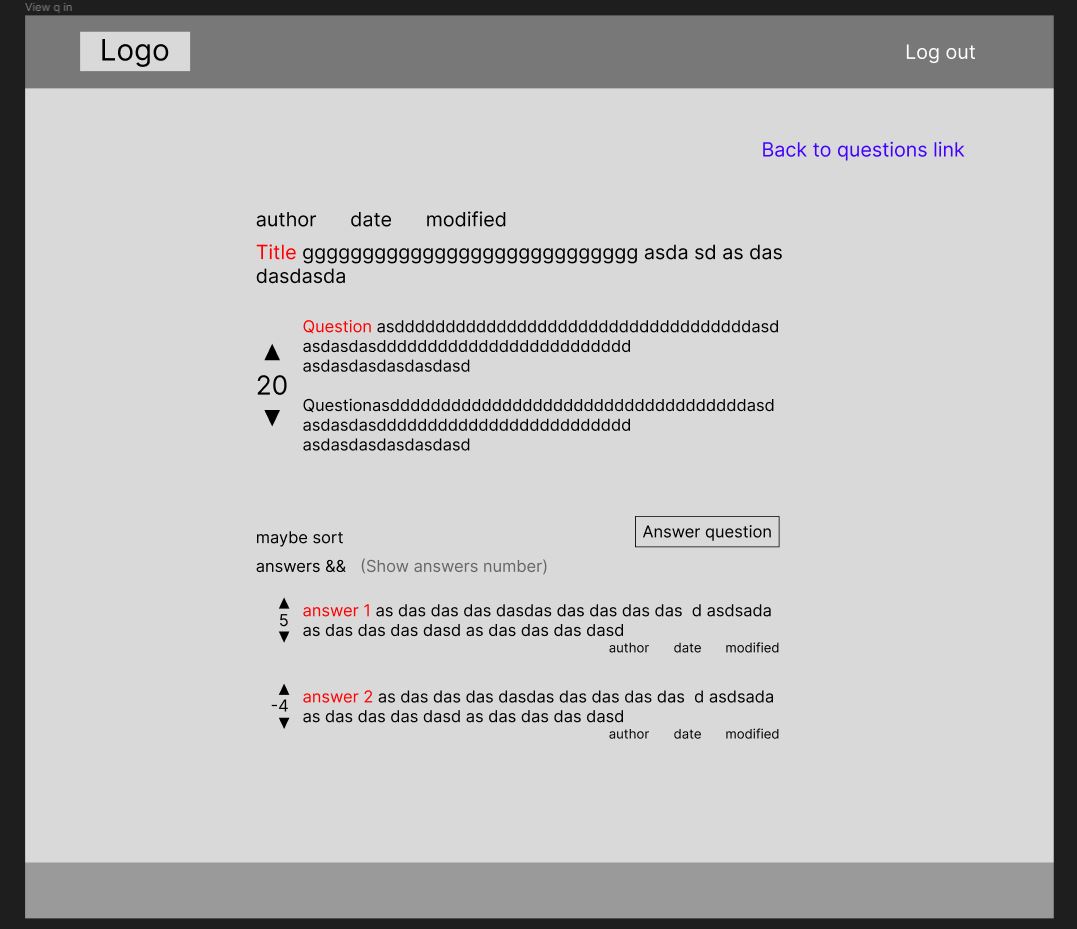 View q in
Logo
Log out
Back to questions link
author date modified
Title gggggggggggggggggggggggggggg asda sd as das
dasdasda
Question asdddddddddddddddddddddddddddddddddddasd
asdasdasddddddddddddddddddddddddd
asdasdasdasdasdasd
20
Questionasdddddddddddddddddddddddddddddddddddasd
asdasdasddddddddddddddddddddddddd
asdasdasdasdasdasd
maybe sort
Answer question
answers && (Show answers number)
5
answer 1 as das das das dasdas das das das das d asdsada
as das das das dasd as das das das dasd
author date modified
-4
answer 2 as das das das dasdas das das das das d asdsada
as das das das dasd as das das das dasd
author date modified